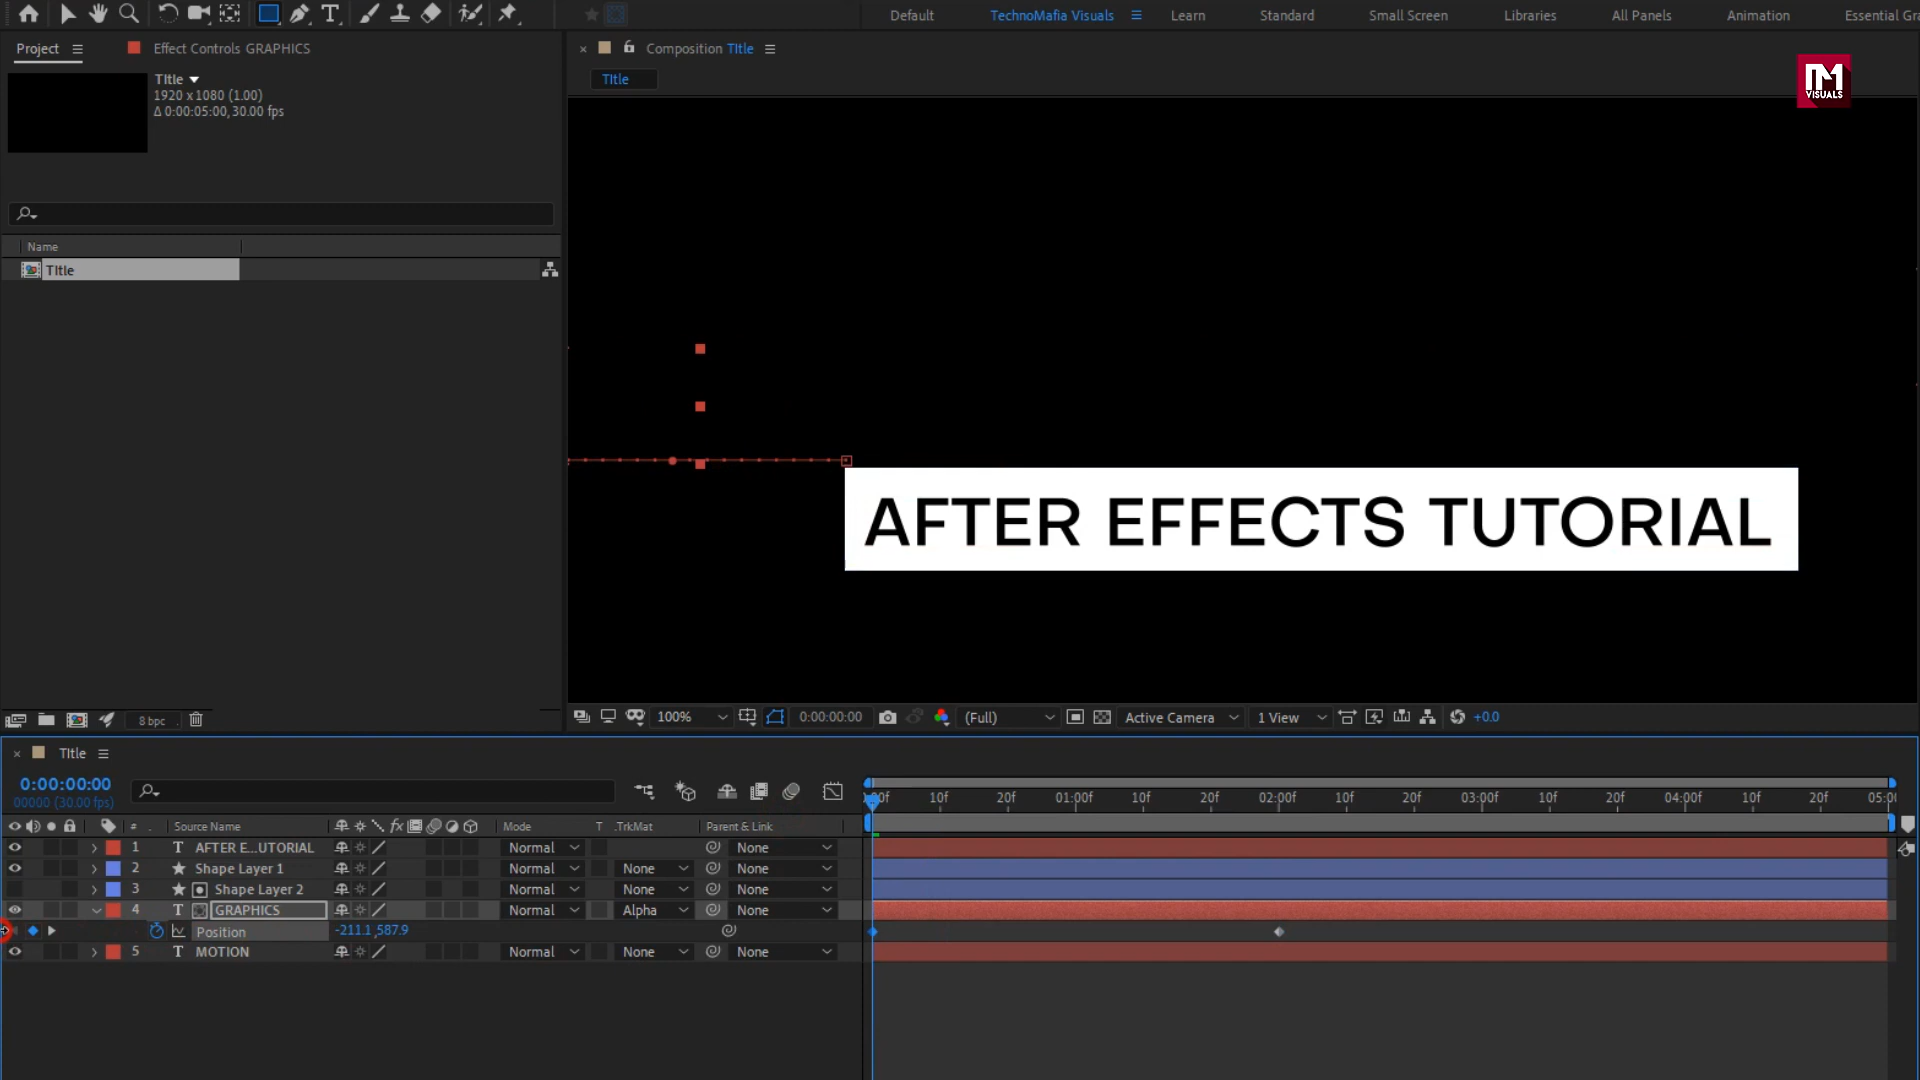 Default
TechnoMafia Visuals
Learn
Standard
Small Screen
Libraries
All Panels
Animation
Essential Gra
Project
Effect Controls GRAPHICS
Composition TItle
TItle
TItle
1920 x 1080 (1.00)
Δ 0:00:05:00, 30.00 fps
VISUALS
Name
TItle
AFTER EFFECTS TUTORIAL
8 bpc
100%
0:00:00:00
(Full)
Active Camera
1 View
+0.0
TItle
0:00:00:00
00000 (30.00 fps)
:00f 10f 20f 01:00f 10f 20f 02:00f 10f 20f 03:00f 10f 20f 04:00f 10f 20f 05:00
# . Source Name Mode T .TrkMat Parent & Link
1 T AFTER E...UTORIAL Normal None
2 Shape Layer 1 Normal None None
3 Shape Layer 2 Normal None None
4 T GRAPHICS Normal Alpha None
Position -211.1,587.9
5 T MOTION Normal None None